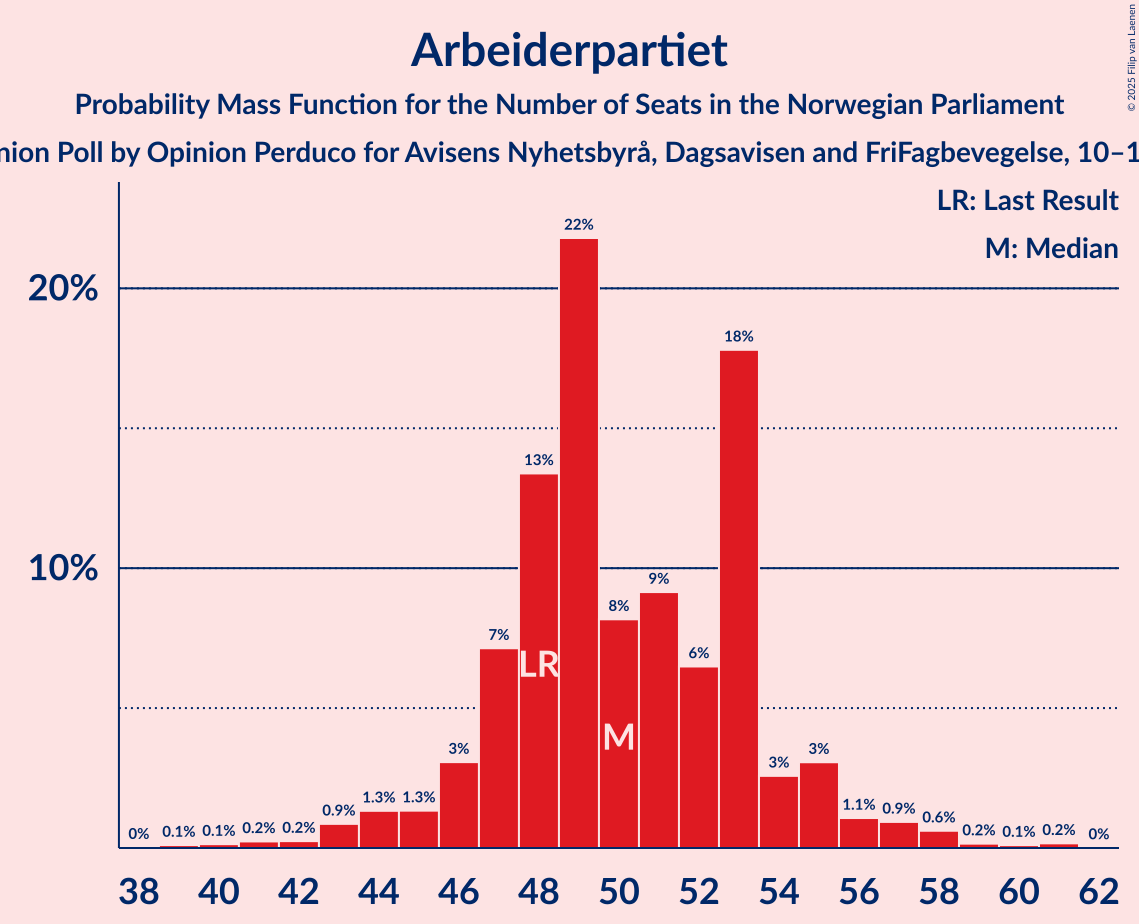 Arbeiderpartiet
Probability Mass Function for the Number of Seats in the Norwegian Parliament
Poll by Opinion Perduco for Avisens Nyhetsbyrå, Dagsavisen and FriFagbevegelse,
© 2025 Filip van Laenen
LR: Last Result
M: Median
20%
10%
0% 0.1% 0.1% 0.2% 0.2% 0.9% 1.3% 1.3% 3% 7% 13% 22% 8% 9% 6% 18% 3% 3% 1.1% 0.9% 0.6% 0.2% 0.1% 0.2% 0%
LR
M
38 40 42 44 46 48 50 52 54 56 58 60 62